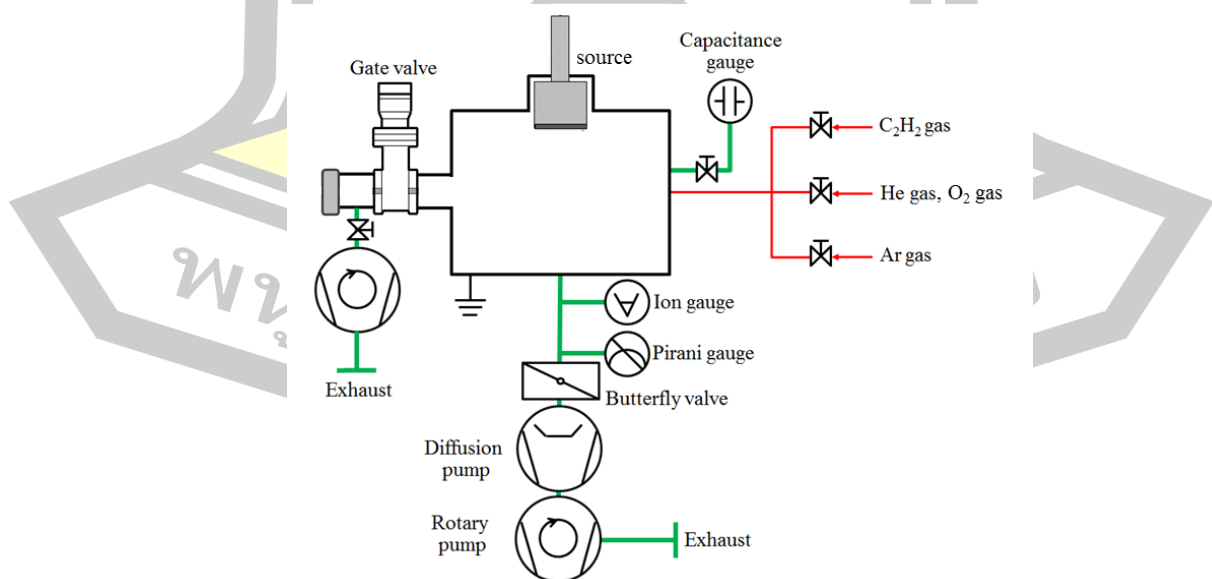 source
Capacitance
gauge
Gate valve
C₂H₂ gas
He gas, O₂ gas
Ar gas
Ion gauge
Pirani gauge
Exhaust
Butterfly valve
Diffusion
pump
Rotary
pump
Exhaust